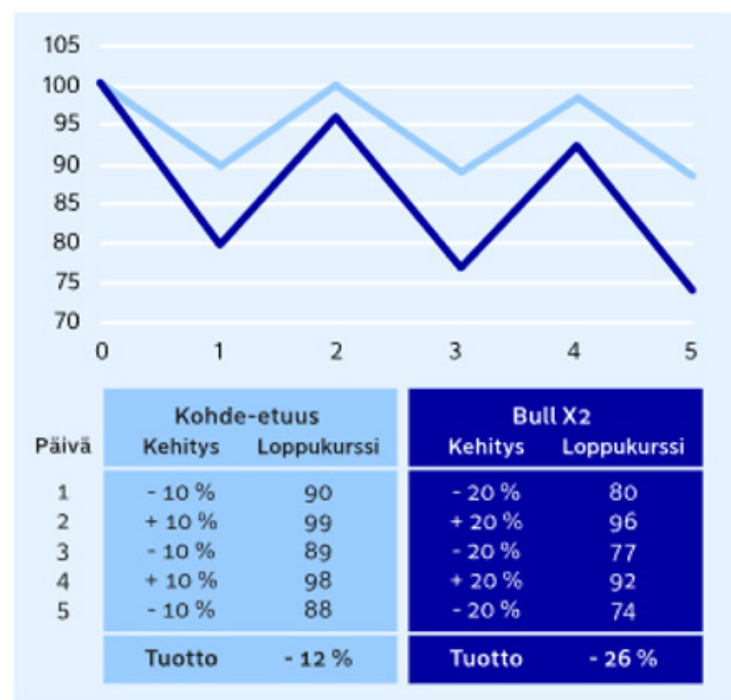 105
100
95
90
85
80
75
70
0 1 2 3 4 5
Kohde-etuus Bull X2
Päivä Kehitys Loppukurssi Kehitys Loppukurssi
1 - 10 % 90 - 20 % 80
2 + 10 % 99 + 20 % 96
3 - 10 % 89 - 20 % 77
4 + 10 % 98 + 20 % 92
5 - 10 % 88 - 20 % 74
Tuotto - 12 % Tuotto - 26 %